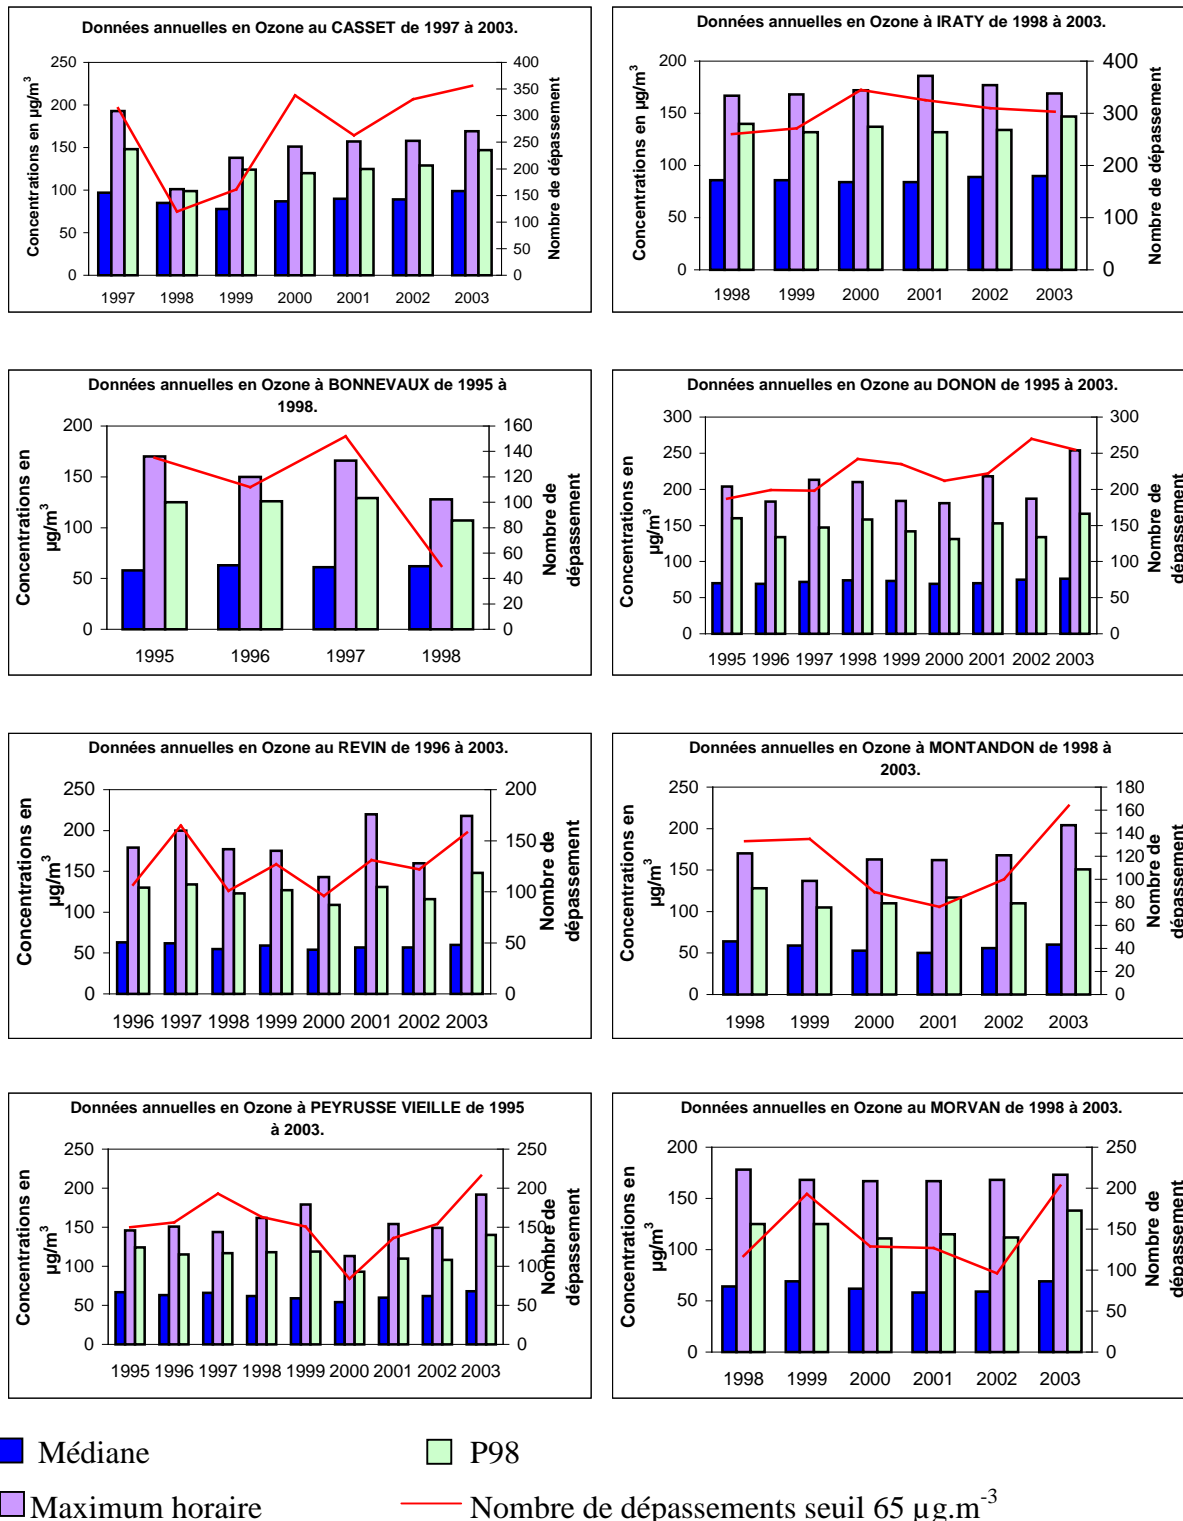 Données annuelles en Ozone au CASSET de 1997 à 2003.
Concentrations en µg/m³
250
200
150
100
50
0
400
350
300
250
200
150
100
50
0
Nombre de dépassement
1997 1998 1999 2000 2001 2002 2003
Données annuelles en Ozone à IRATY de 1998 à 2003.
Concentrations en µg/m³
200
150
100
50
0
400
300
200
100
0
Nombre de dépassement
1998 1999 2000 2001 2002 2003
Données annuelles en Ozone à BONNEVAUX de 1995 à
1998.
Concentrations en
µg/m³
200
150
100
50
0
160
140
120
100
80
60
40
20
0
Nombre de
dépassement
1995 1996 1997 1998
Données annuelles en Ozone au DONON de 1995 à 2003.
Concentrations en
µg/m³
300
250
200
150
100
50
0
300
250
200
150
100
50
0
Nombre de
dépassement
1995 1996 1997 1998 1999 2000 2001 2002 2003
Données annuelles en Ozone au REVIN de 1996 à 2003.
Concentrations en
µg/m³
250
200
150
100
50
0
200
150
100
50
0
Nombre de
dépassement
1996 1997 1998 1999 2000 2001 2002 2003
Données annuelles en Ozone à MONTANDON de 1998 à
2003.
Concentrations en
µg/m³
250
200
150
100
50
0
180
160
140
120
100
80
60
40
20
0
Nombre de
dépassement
1998 1999 2000 2001 2002 2003
Données annuelles en Ozone à PEYRUSSE VIEILLE de 1995
à 2003.
Concentrations en
µg/m³
250
200
150
100
50
0
250
200
150
100
50
0
Nombre de
dépassement
1995 1996 1997 1998 1999 2000 2001 2002 2003
Données annuelles en Ozone au MORVAN de 1998 à 2003.
Concentrations en
µg/m³
200
150
100
50
0
250
200
150
100
50
0
Nombre de
dépassement
1998 1999 2000 2001 2002 2003
Médiane P98
Maximum horaire Nombre de dépassements seuil 65 µg.m⁻³